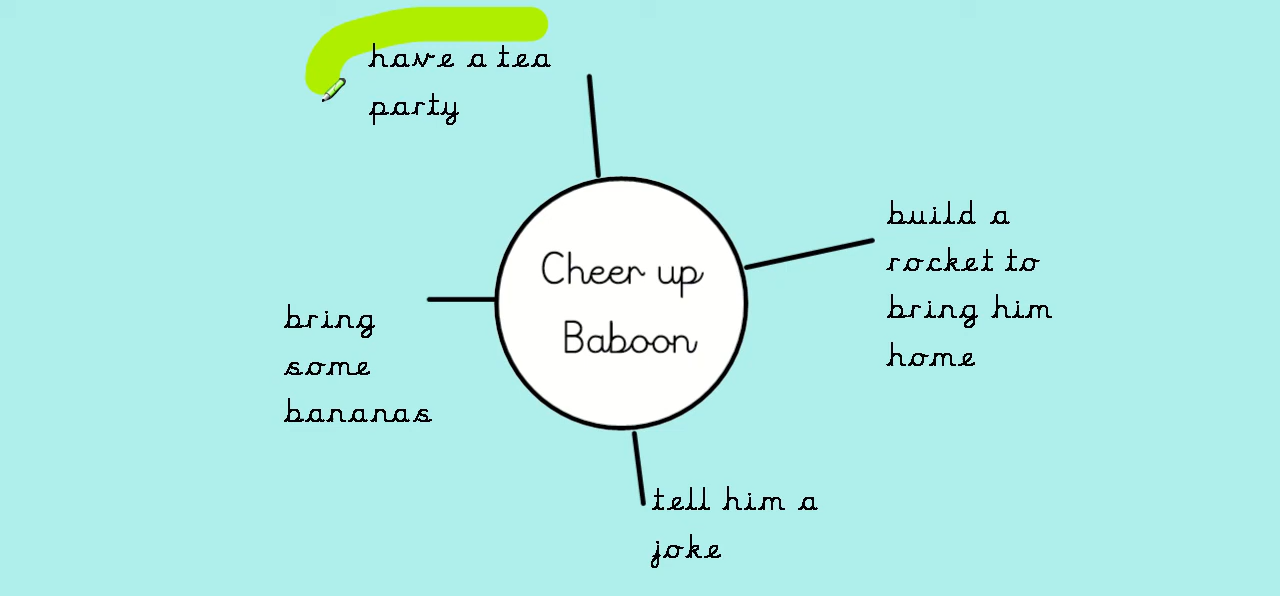 have a tea
party
build a
rocket to
bring him
home
Cheer up
Baboon
bring
some
bananas
tell him a
joke